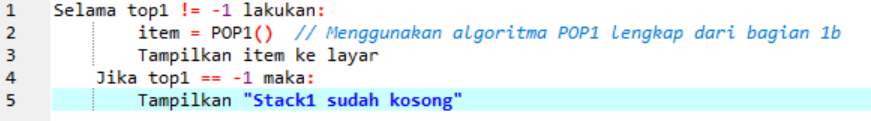 1 Selama top1 != -1 lakukan:
2 item = POP1() // Menggunakan algoritma POP1 lengkap dari bagian 1b
3 Tampilkan item ke layar
4 Jika top1 == -1 maka:
5 Tampilkan "Stack1 sudah kosong"